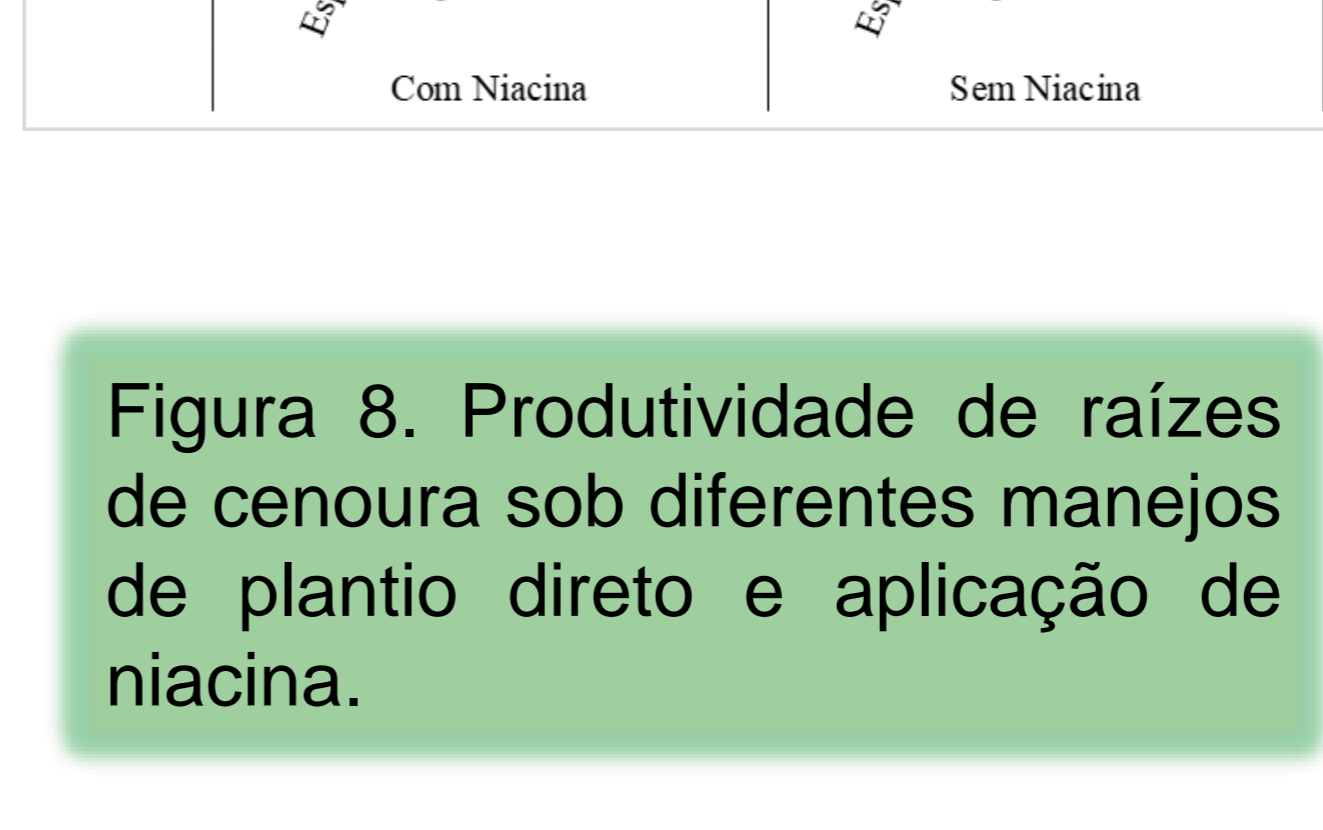 Com Niacina Sem Niacina
Figura 8. Produtividade de raízes
de cenoura sob diferentes manejos
de plantio direto e aplicação de
niacina.